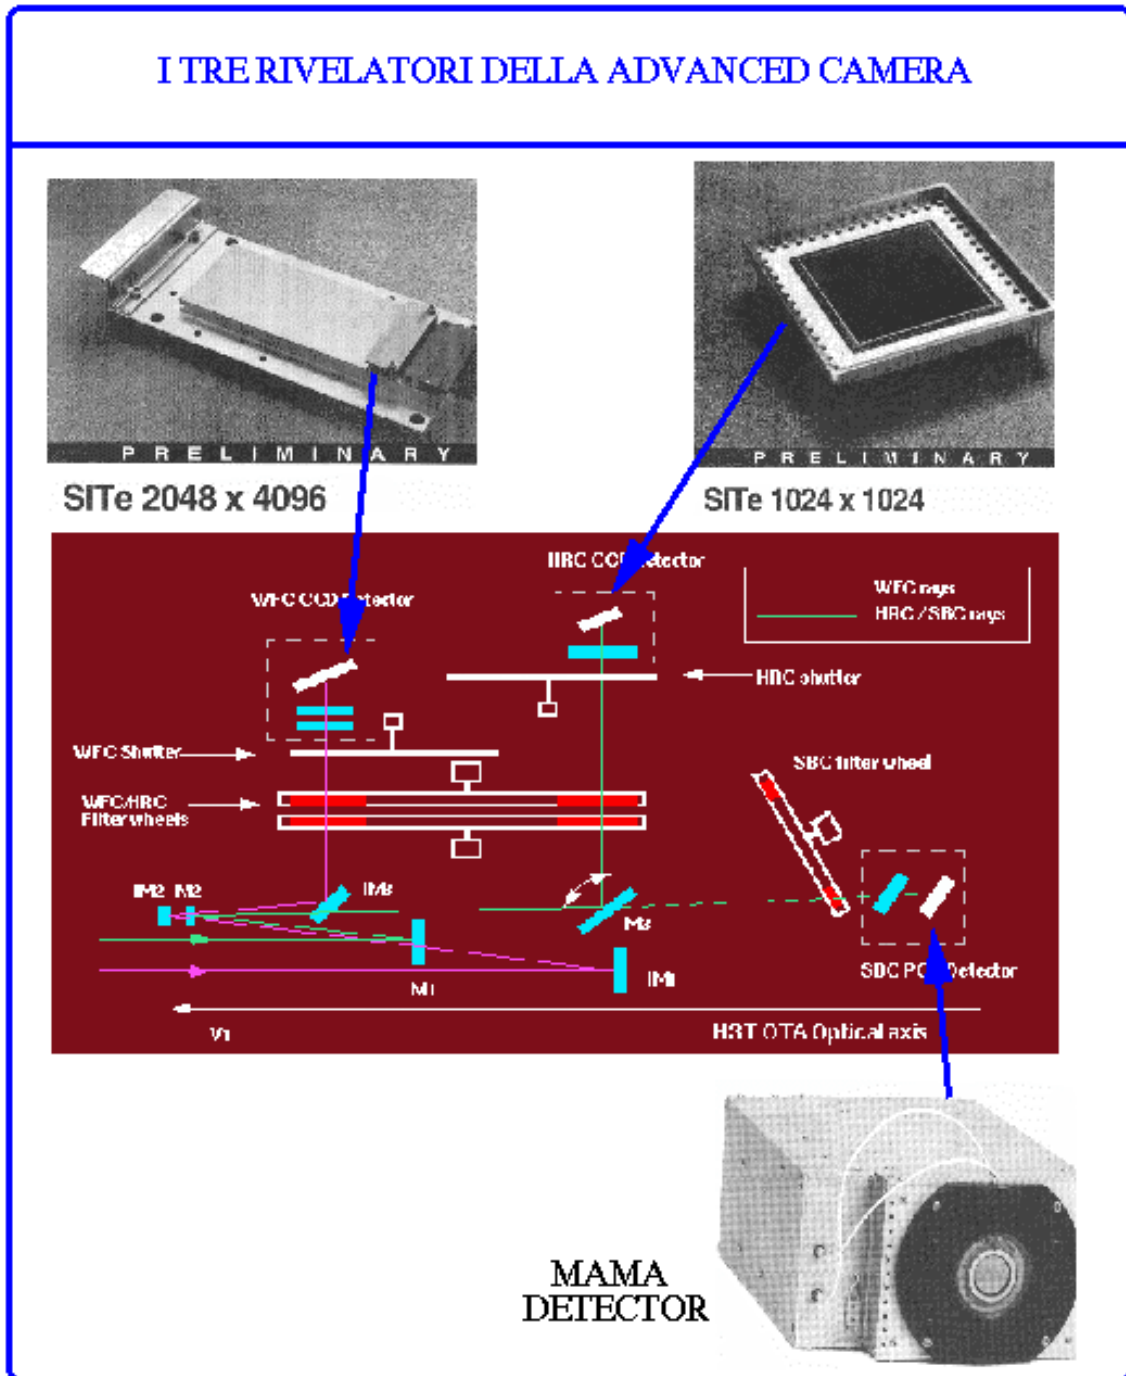 I TRE RIVELATORI DELLA ADVANCED CAMERA
PRELIMINARY
PRELIMINARY
SITe 2048 x 4096
SITe 1024 x 1024
HRC CCD Detector
WFC CCD Detector
WFC rays
HRC / SBC rays
HRC shutter
WFC Shutter
SBC filter wheel
WFC/HRC
Filter wheels
IM2 M2
IM3
M3
M1
IM1
SBC Detector
V1
HST OTA Optical axis
MAMA
DETECTOR